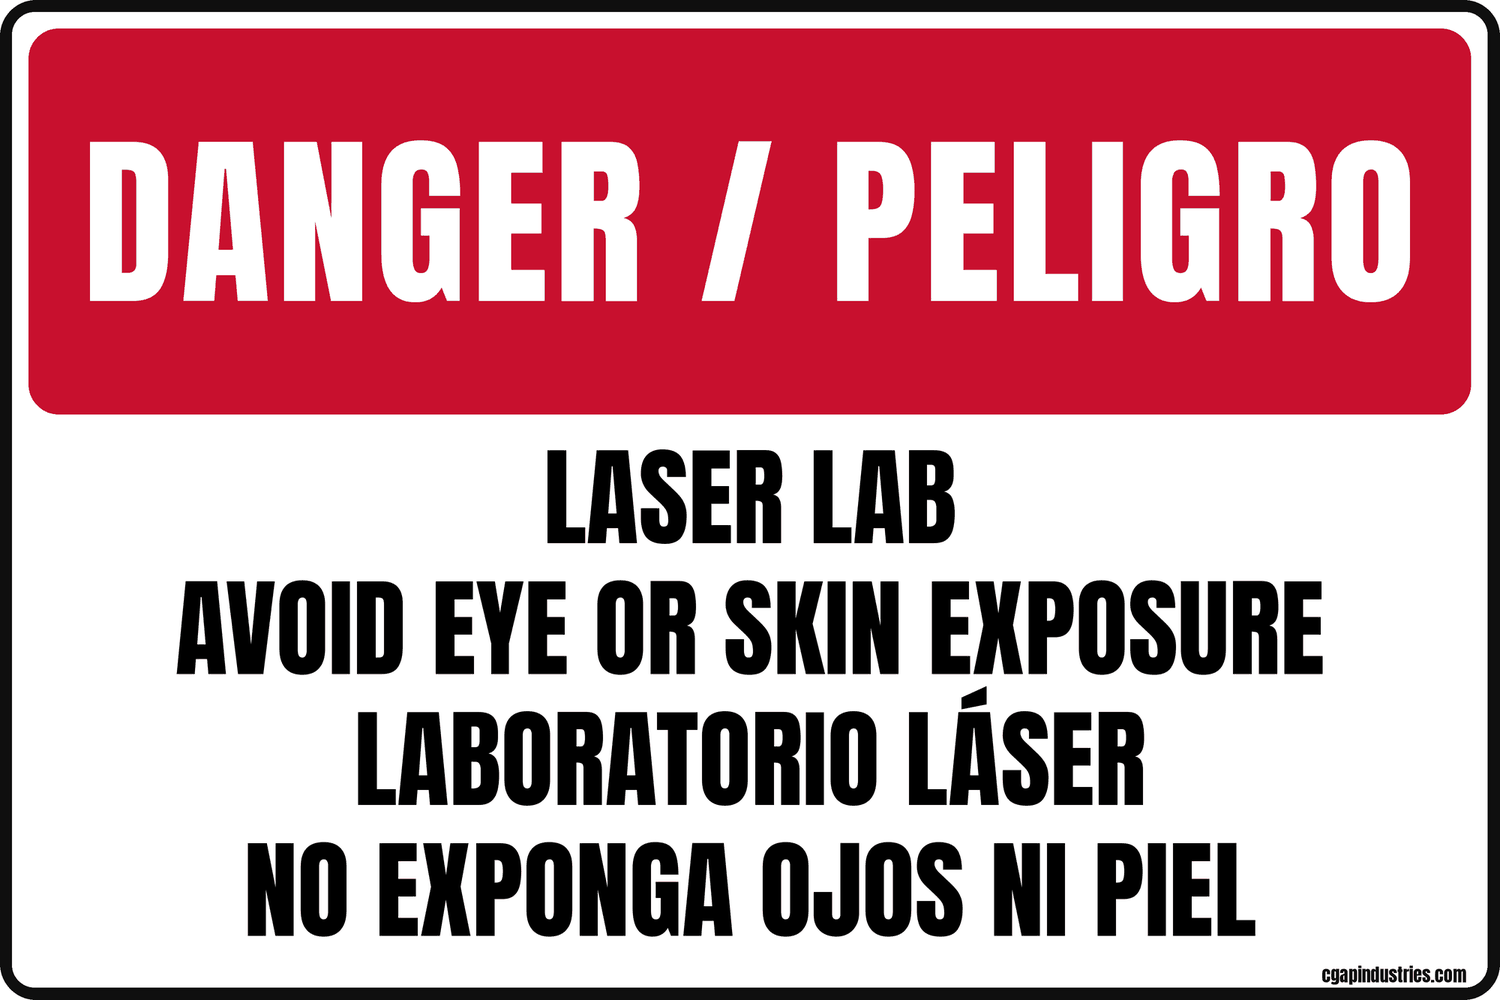 DANGER / PELIGRO
LASER LAB
AVOID EYE OR SKIN EXPOSURE
LABORATORIO LÁSER
NO EXPONGA OJOS NI PIEL
cgapindustries.com